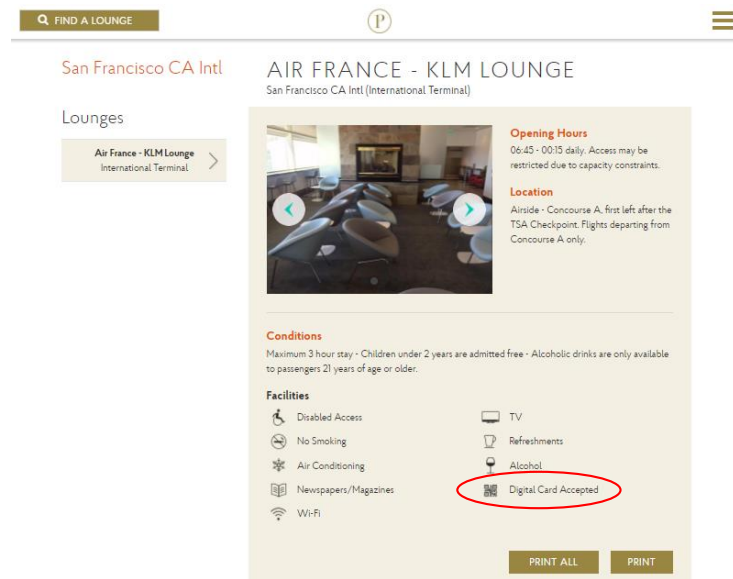 FIND A LOUNGE
P
San Francisco CA Intl
Lounges
Air France - KLM Lounge
International Terminal
AIR FRANCE - KLM LOUNGE
San Francisco CA Intl (International Terminal)
Opening Hours
06:45 - 00:15 daily. Access may be
restricted due to capacity constraints.
Location
Airside - Concourse A, first left after the
TSA Checkpoint. Flights departing from
Concourse A only.
Conditions
Maximum 3 hour stay - Children under 2 years are admitted free - Alcoholic drinks are only available
to passengers 21 years of age or older.
Facilities
Disabled Access
No Smoking
Air Conditioning
Newspapers/Magazines
Wi-Fi
TV
Refreshments
Alcohol
Digital Card Accepted
PRINT ALL
PRINT